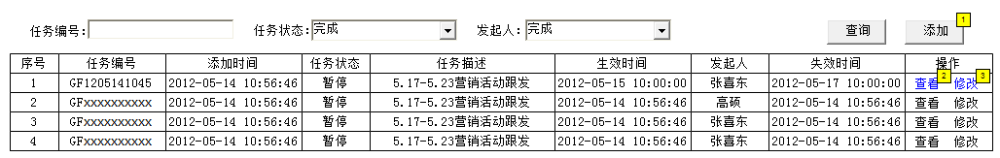 任务编号: 任务状态: 完成 发起人: 完成 查询 添加 1
序号 任务编号 添加时间 任务状态 任务描述 生效时间 发起人 失效时间 操作
1 GF1205141045 2012-05-14 10:56:46 暂停 5.17-5.23营销活动跟发 2012-05-15 10:00:00 张喜东 2012-05-17 10:00:00 查看 2 修改 3
2 GFxxxxxxxxxx 2012-05-14 10:56:46 暂停 5.17-5.23营销活动跟发 2012-05-14 10:56:46 高硕 2012-05-14 10:56:46 查看 修改
3 GFxxxxxxxxxx 2012-05-14 10:56:46 暂停 5.17-5.23营销活动跟发 2012-05-14 10:56:46 张喜东 2012-05-14 10:56:46 查看 修改
4 GFxxxxxxxxxx 2012-05-14 10:56:46 暂停 5.17-5.23营销活动跟发 2012-05-14 10:56:46 张喜东 2012-05-14 10:56:46 查看 修改